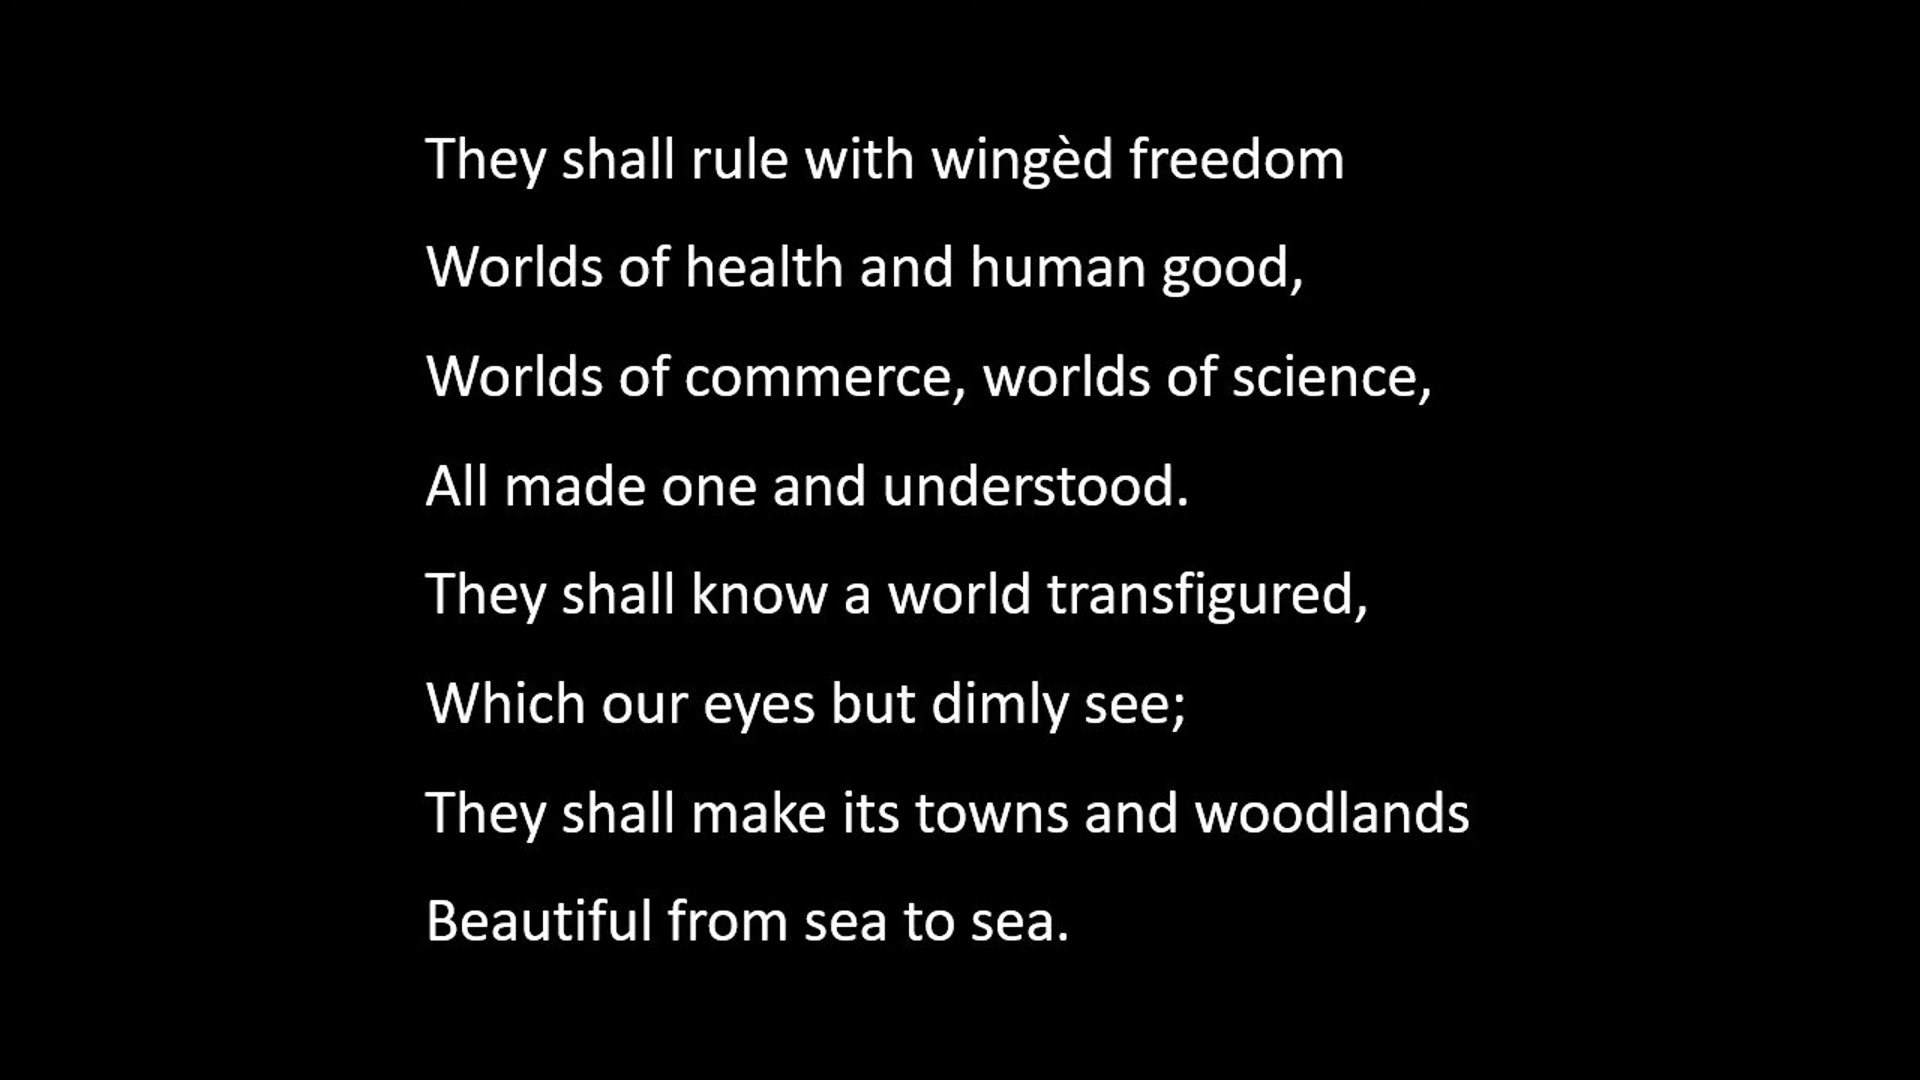 They shall rule with wingèd freedom
Worlds of health and human good,
Worlds of commerce, worlds of science,
All made one and understood.
They shall know a world transfigured,
Which our eyes but dimly see;
They shall make its towns and woodlands
Beautiful from sea to sea.